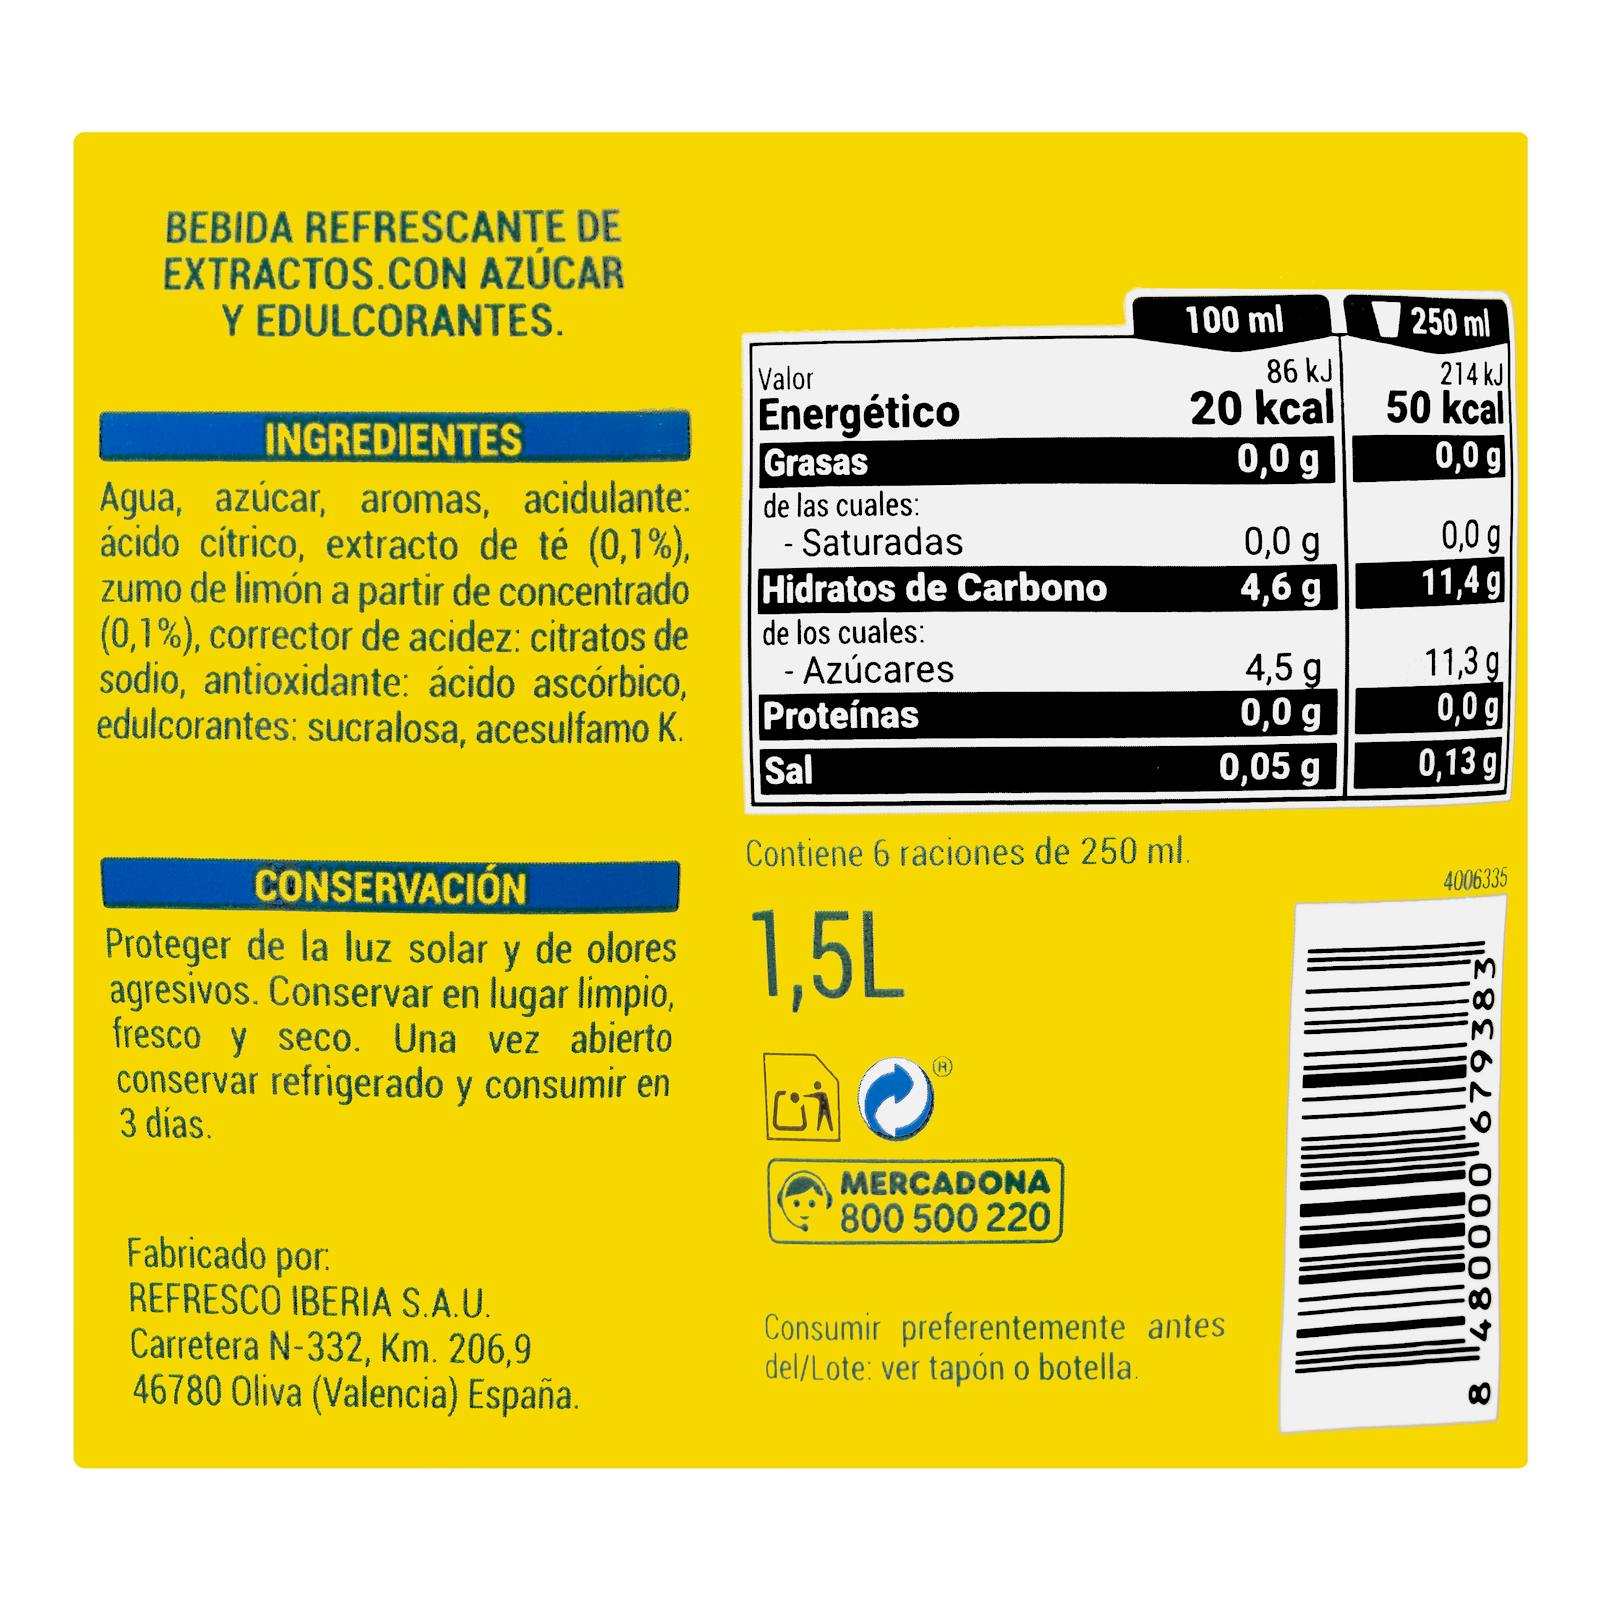 BEBIDA REFRESCANTE DE
EXTRACTOS.CON AZÚCAR
Y EDULCORANTES.
INGREDIENTES
Agua, azúcar, aromas, acidulante:
ácido cítrico, extracto de té (0,1%),
zumo de limón a partir de concentrado
(0,1%), corrector de acidez: citratos de
sodio, antioxidante: ácido ascórbico,
edulcorantes: sucralosa, acesulfamo K.
CONSERVACIÓN
Proteger de la luz solar y de olores
agresivos. Conservar en lugar limpio,
fresco y seco. Una vez abierto
conservar refrigerado y consumir en
3 días.
Fabricado por:
REFRESCO IBERIA S.A.U.
Carretera N-332, Km. 206,9
46780 Oliva (Valencia) España.
100 ml 250 ml
Valor 86 kJ 214 kJ
Energético 20 kcal 50 kcal
Grasas 0,0 g 0,0 g
de las cuales:
- Saturadas 0,0 g 0,0 g
Hidratos de Carbono 4,6 g 11,4 g
de los cuales:
- Azúcares 4,5 g 11,3 g
Proteínas 0,0 g 0,0 g
Sal 0,05 g 0,13 g
Contiene 6 raciones de 250 ml.
4006335
1,5L
®
MERCADONA
800 500 220
Consumir preferentemente antes
del/Lote: ver tapón o botella.
8 480000 679383